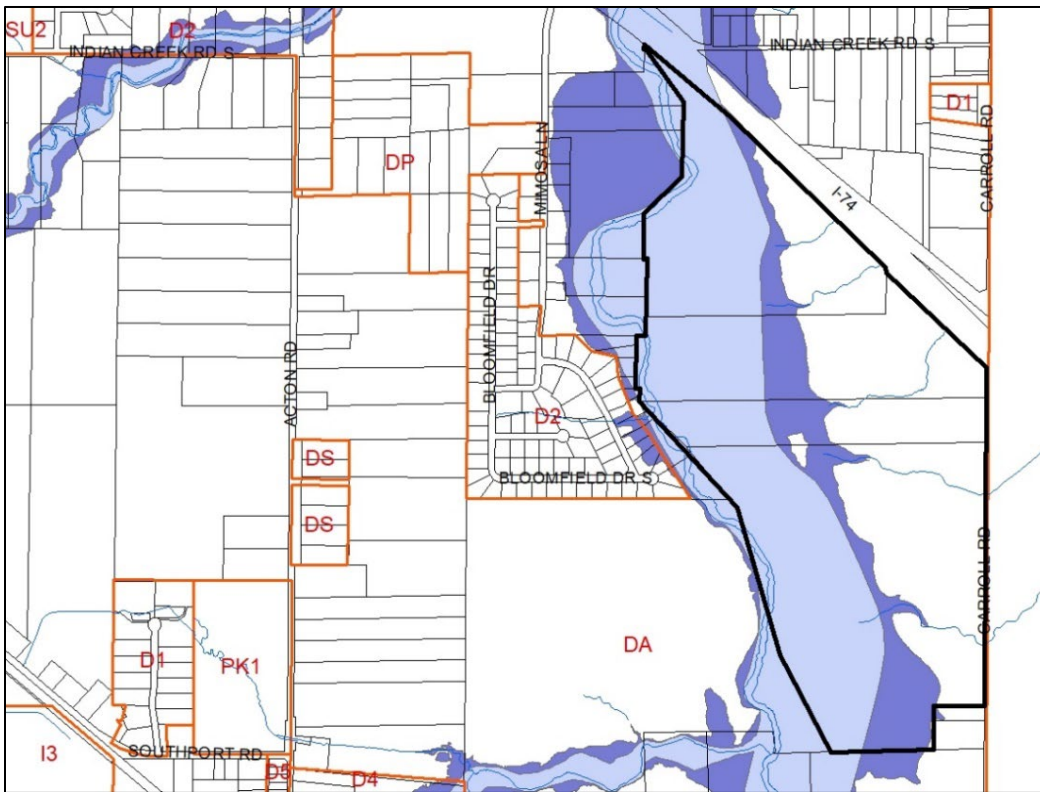 SU2
D2
INDIAN CREEK RD S
INDIAN CREEK RD S
D1
CARROLL RD
DP
MIMOSA LN
I-74
BLOOMFIELD DR
ACTON RD
D2
DS
BLOOMFIELD DR S
DS
CARROLL RD
D1
PK1
DA
I3
SOUTHPORT RD
D5
D4